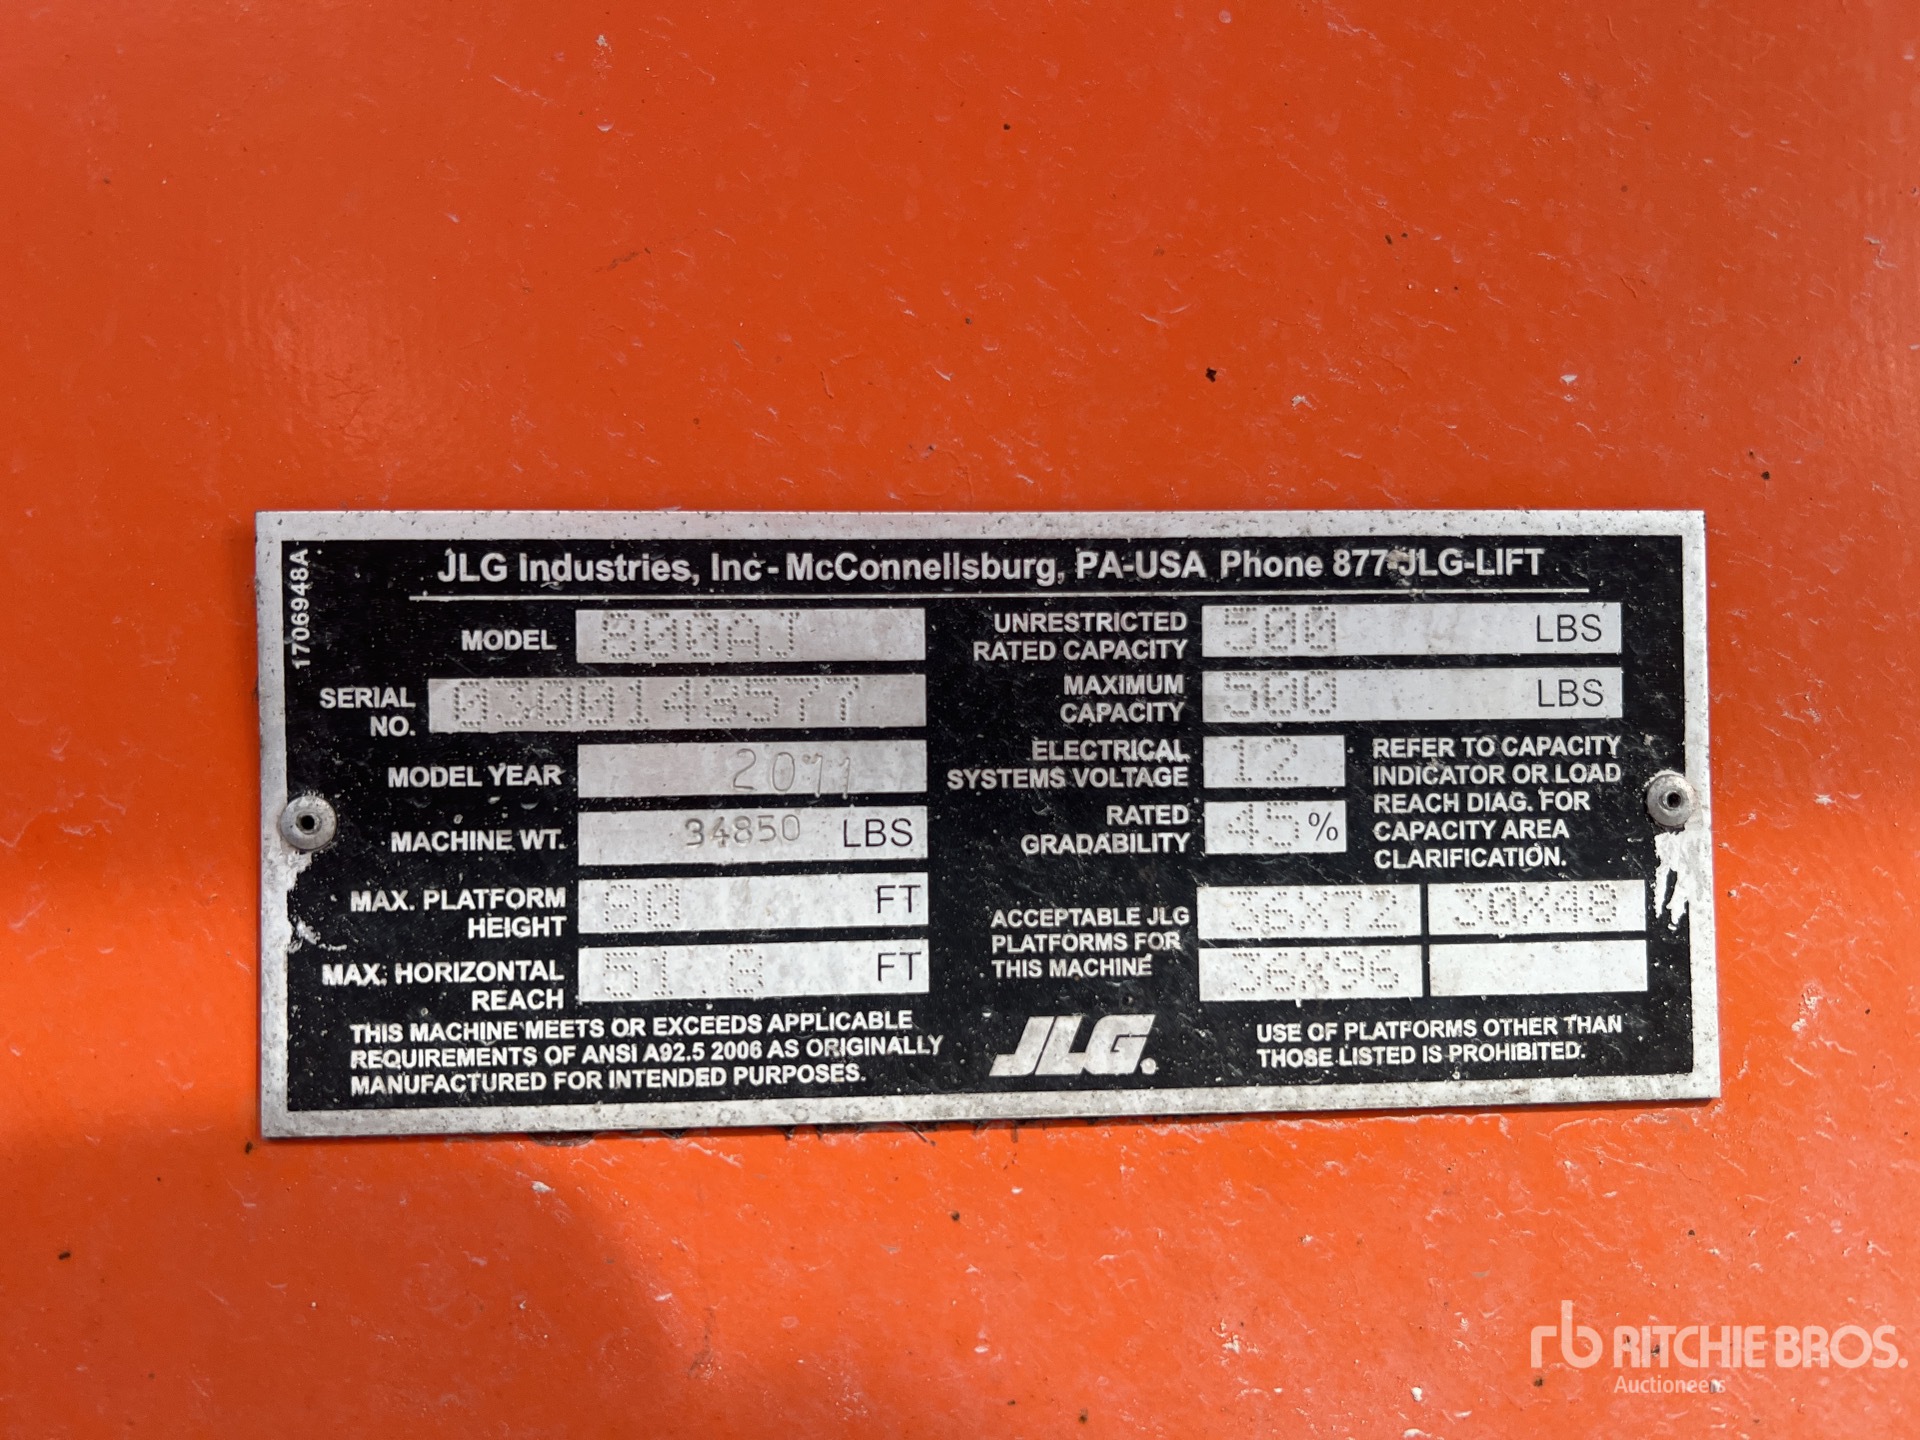 JLG Industries, Inc - McConnellsburg, PA-USA Phone 877-JLG-LIFT
1706948A
MODEL 800AJ
SERIAL NO. 0300148577
MODEL YEAR 2011
MACHINE WT. 34850 LBS
MAX. PLATFORM HEIGHT 80 FT
MAX. HORIZONTAL REACH 51.8 FT
THIS MACHINE MEETS OR EXCEEDS APPLICABLE
REQUIREMENTS OF ANSI A92.5 2006 AS ORIGINALLY
MANUFACTURED FOR INTENDED PURPOSES.
UNRESTRICTED RATED CAPACITY 500 LBS
MAXIMUM CAPACITY 500 LBS
ELECTRICAL SYSTEMS VOLTAGE 12
RATED GRADABILITY 45 %
REFER TO CAPACITY
INDICATOR OR LOAD
REACH DIAG. FOR
CAPACITY AREA
CLARIFICATION.
ACCEPTABLE JLG
PLATFORMS FOR
THIS MACHINE
36X72 30X48
36X96
JLG.
USE OF PLATFORMS OTHER THAN
THOSE LISTED IS PROHIBITED.
rb RITCHIE BROS.
Auctioneers